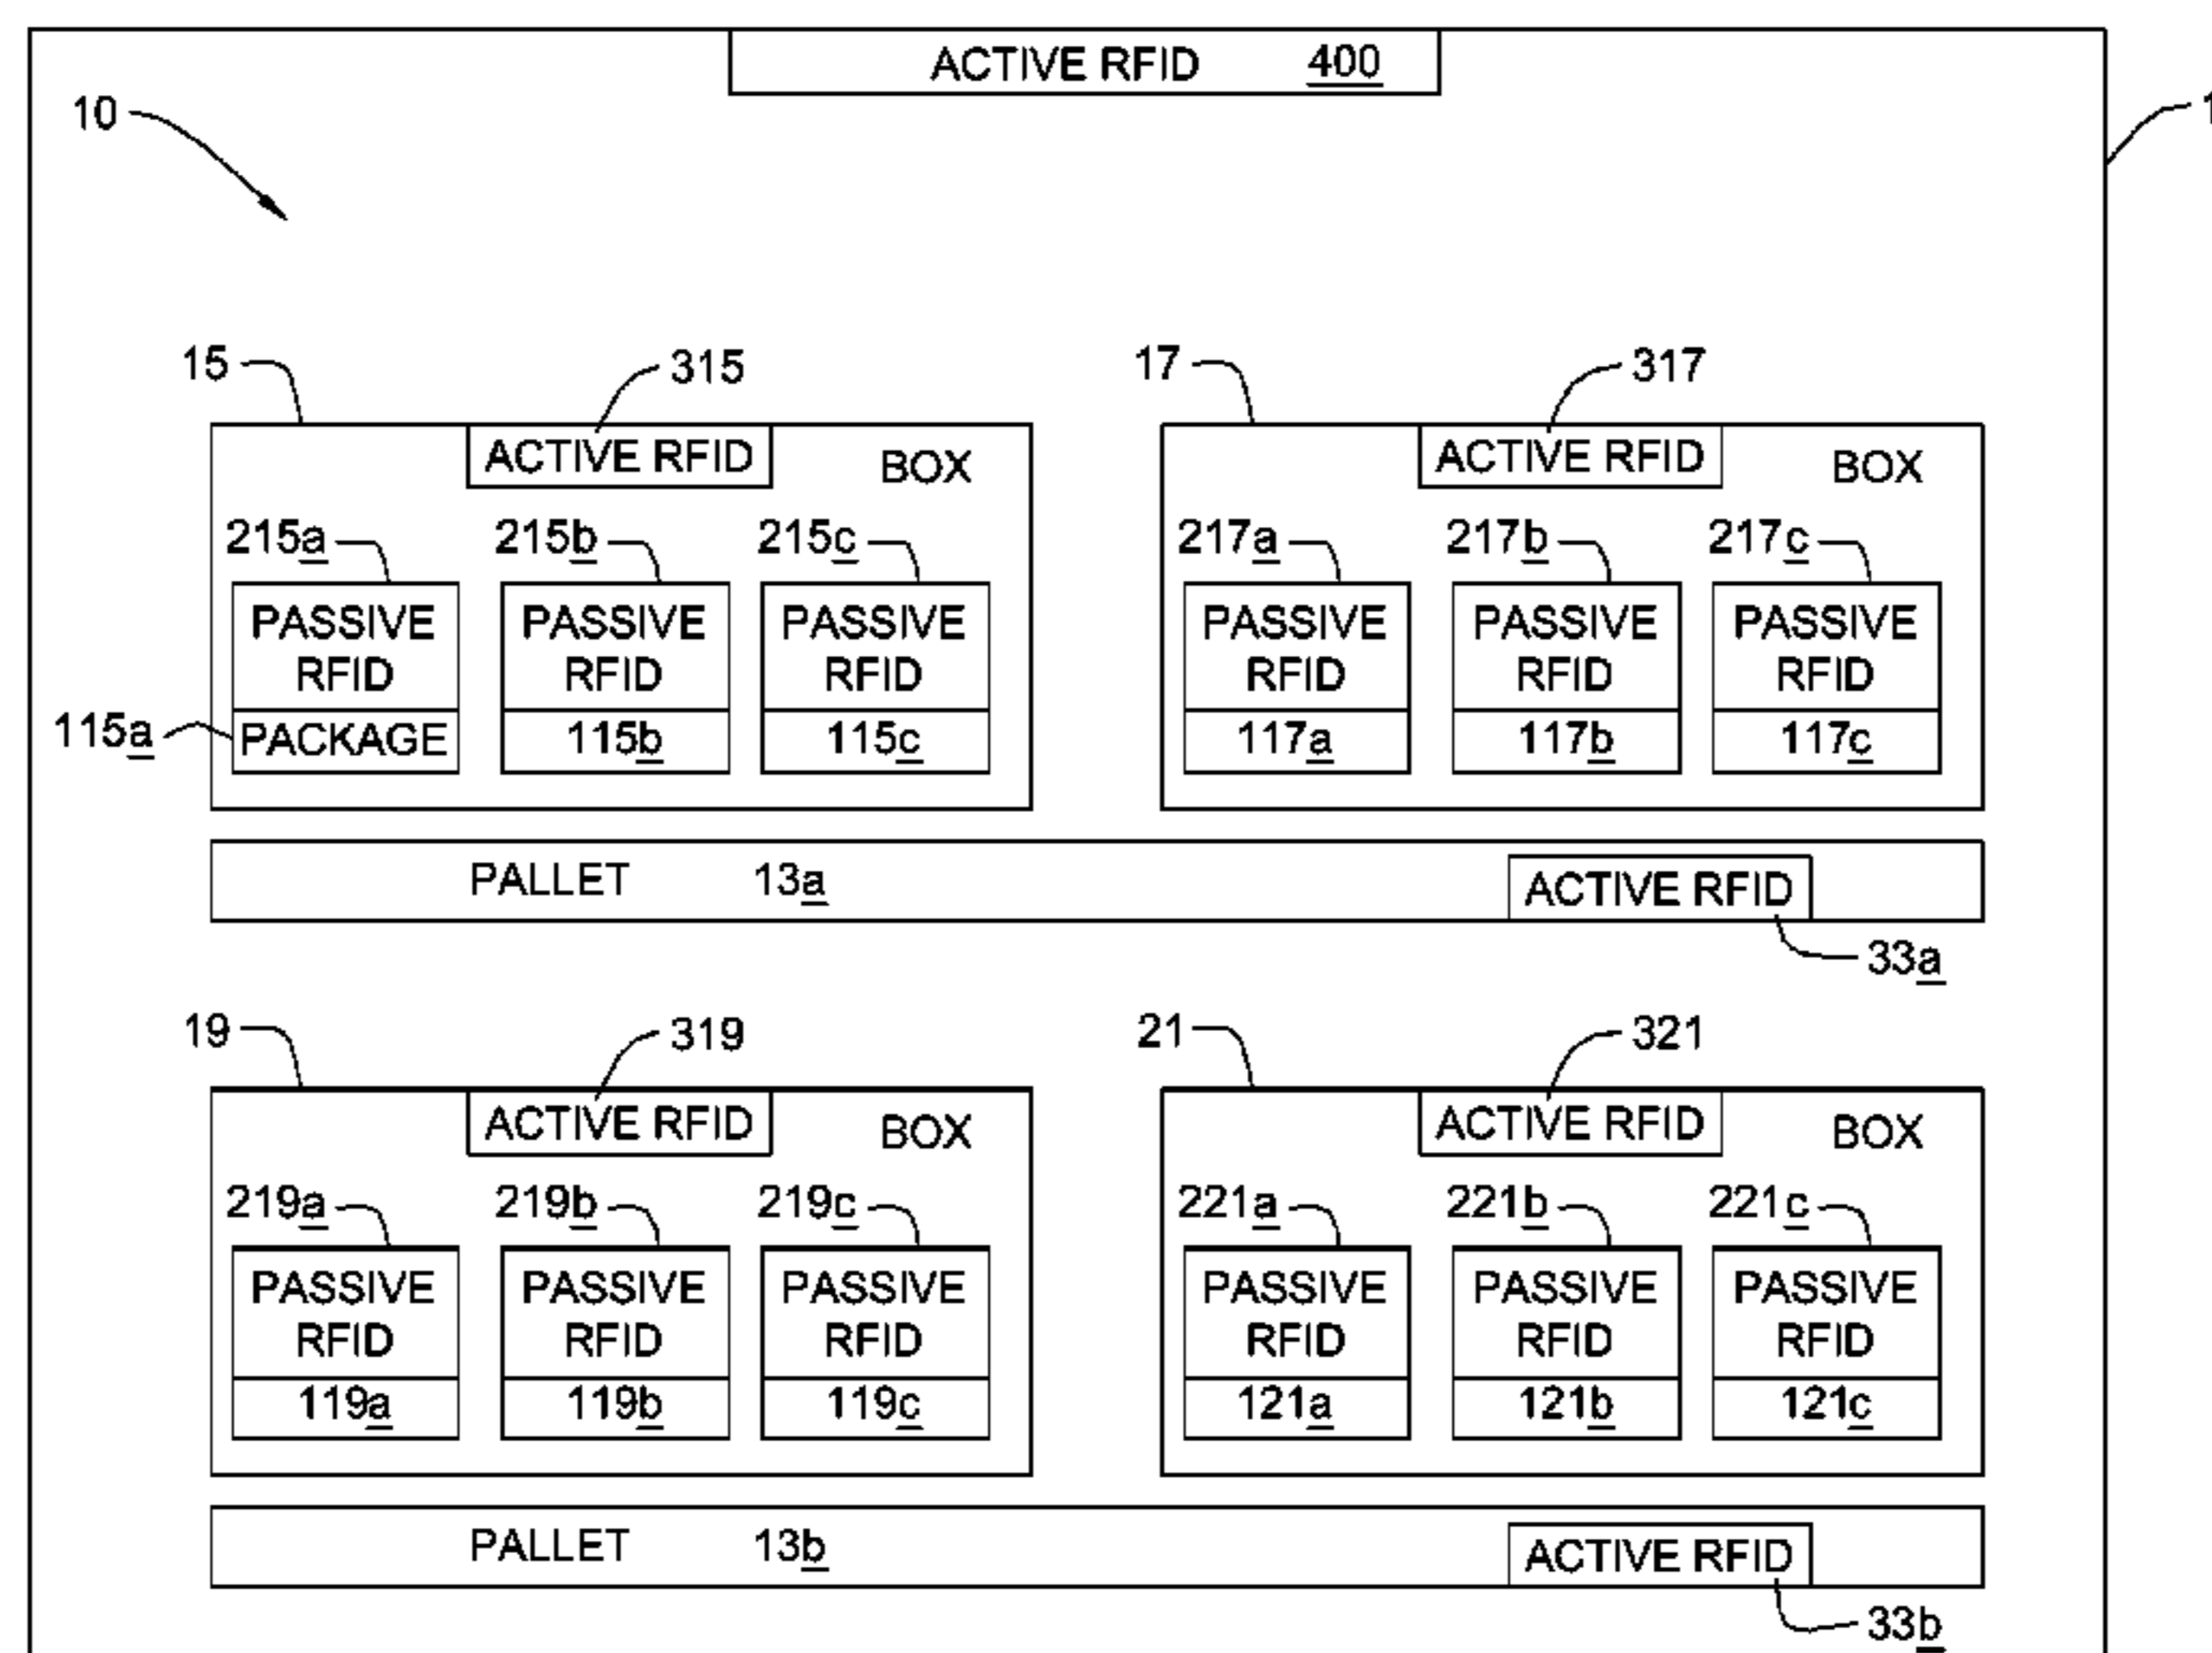 ACTIVE RFID 400
10
15 315 17 317
ACTIVE RFID BOX ACTIVE RFID BOX
215a 215b 215c 217a 217b 217c
PASSIVE PASSIVE PASSIVE PASSIVE PASSIVE PASSIVE
RFID RFID RFID RFID RFID RFID
115a PACKAGE 115b 115c 117a 117b 117c
PALLET 13a ACTIVE RFID
33a
19 319 21 321
ACTIVE RFID BOX ACTIVE RFID BOX
219a 219b 219c 221a 221b 221c
PASSIVE PASSIVE PASSIVE PASSIVE PASSIVE PASSIVE
RFID RFID RFID RFID RFID RFID
119a 119b 119c 121a 121b 121c
PALLET 13b ACTIVE RFID
33b